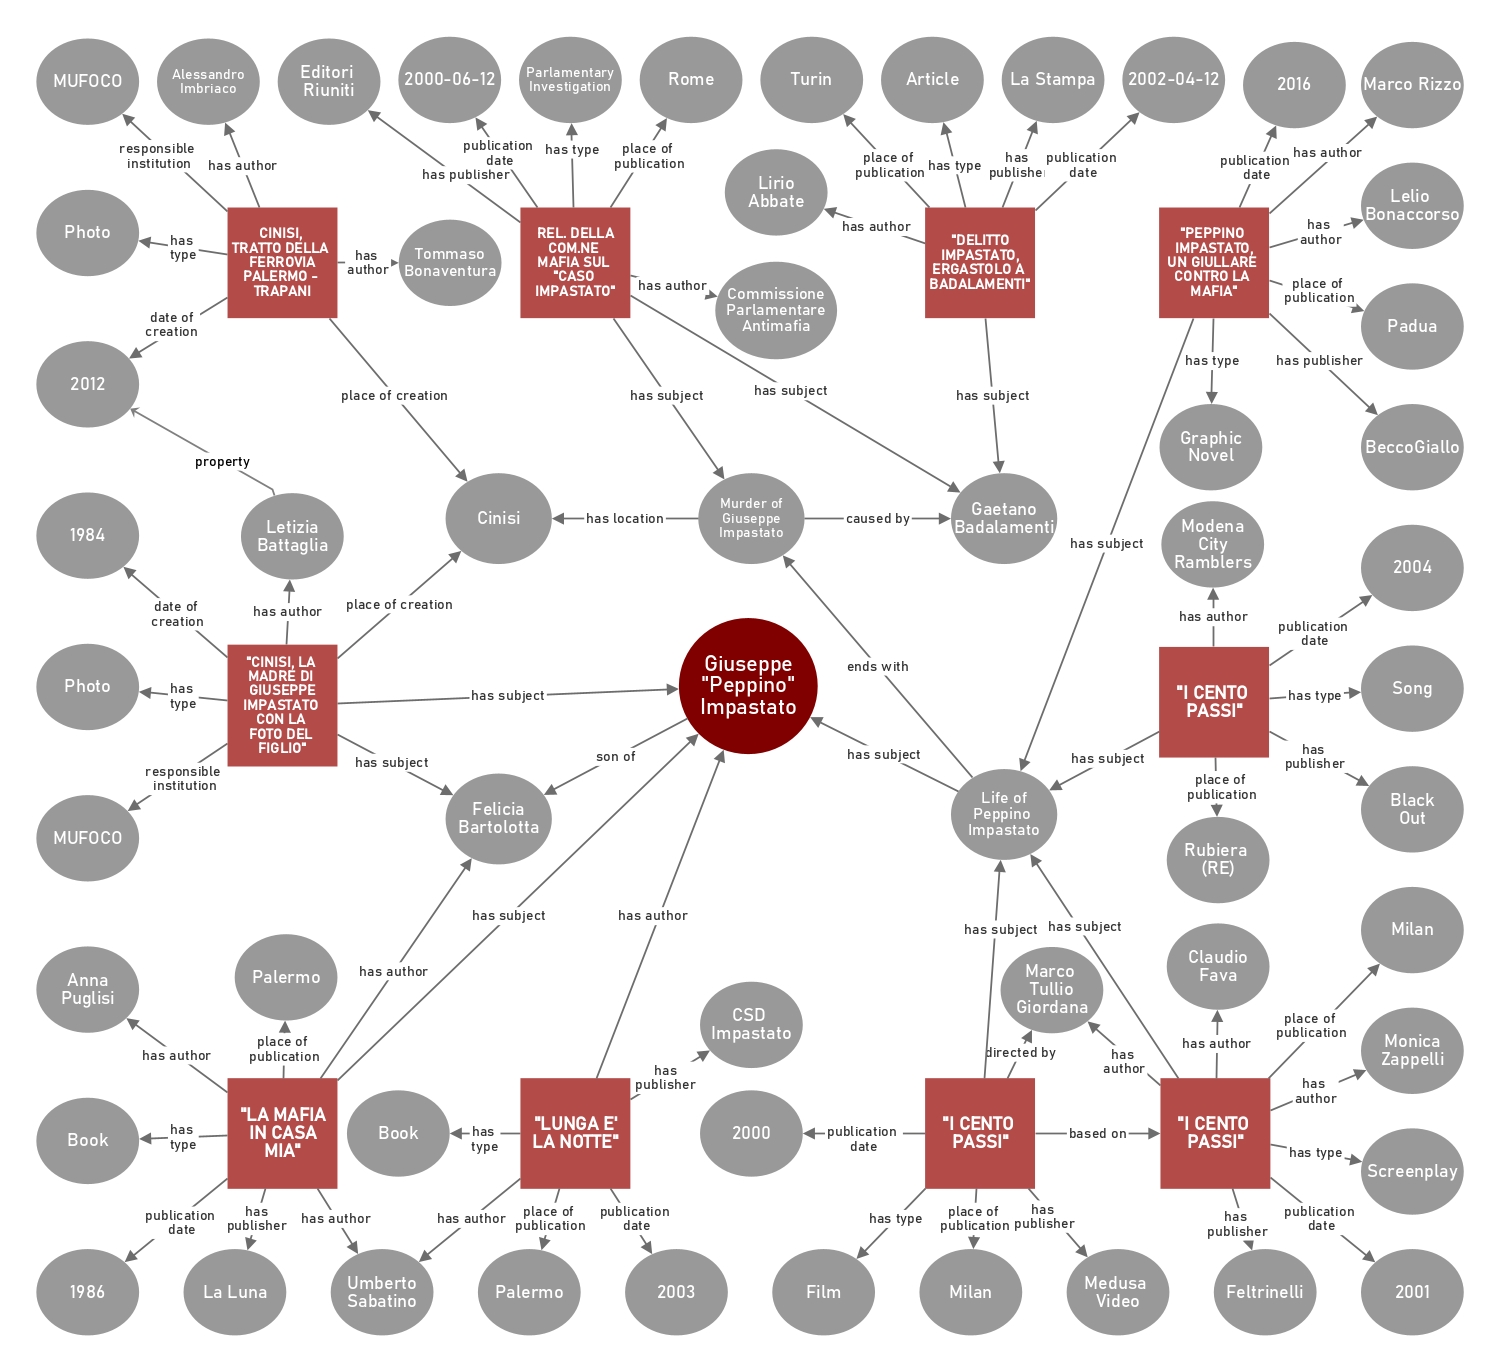 MUFOCO
Alessandro
Imbriaco
Editori
Riuniti
2000-06-12
Parlamentary
Investigation
Rome
Turin
Article
La Stampa
2002-04-12
2016
Marco Rizzo
responsible
institution
has author
publication
date
has publisher
has type
place of
publication
place of
publication
has type
has
publisher
publication
date
publication
date
has author
Photo
has
type
CINISI,
TRATTO DELLA
FERROVIA
PALERMO -
TRAPANI
has
author
Tommaso
Bonaventura
REL. DELLA
COM.NE
MAFIA SUL
"CASO
IMPASTATO"
has author
Commissione
Parlamentare
Antimafia
Lirio
Abbate
has author
"DELITTO
IMPASTATO,
ERGASTOLO A
BADALAMENTI"
"PEPPINO
IMPASTATO,
UN GIULLARE
CONTRO LA
MAFIA"
has
author
Lelio
Bonaccorso
place of
publication
Padua
date of
creation
2012
place of creation
has subject
has subject
has subject
has type
has publisher
Graphic
Novel
BeccoGiallo
property
1984
Letizia
Battaglia
Cinisi
has location
Murder of
Giuseppe
Impastato
caused by
Gaetano
Badalamenti
has subject
Modena
City
Ramblers
2004
date of
creation
has author
place of creation
has author
publication
date
Photo
has
type
"CINISI, LA
MADRE DI
GIUSEPPE
IMPASTATO
CON LA
FOTO DEL
FIGLIO"
has subject
Giuseppe
"Peppino"
Impastato
ends with
"I CENTO
PASSI"
has type
Song
responsible
institution
has subject
son of
has subject
has subject
has
publisher
MUFOCO
Felicia
Bartolotta
Life of
Peppino
Impastato
place of
publication
Black
Out
Rubiera
(RE)
has subject
has author
has subject
has subject
Milan
Anna
Puglisi
Palermo
has author
CSD
Impastato
Marco
Tullio
Giordana
Claudio
Fava
place of
publication
has author
place of
publication
has
publisher
directed by
has
author
has author
Monica
Zappelli
has
author
Book
has
type
"LA MAFIA
IN CASA
MIA"
Book
has
type
"LUNGA E'
LA NOTTE"
2000
publication
date
"I CENTO
PASSI"
based on
"I CENTO
PASSI"
has type
Screenplay
publication
date
has
publisher
has author
has author
place of
publication
publication
date
has type
place of
publication
has
publisher
has
publisher
publication
date
1986
La Luna
Umberto
Sabatino
Palermo
2003
Film
Milan
Medusa
Video
Feltrinelli
2001